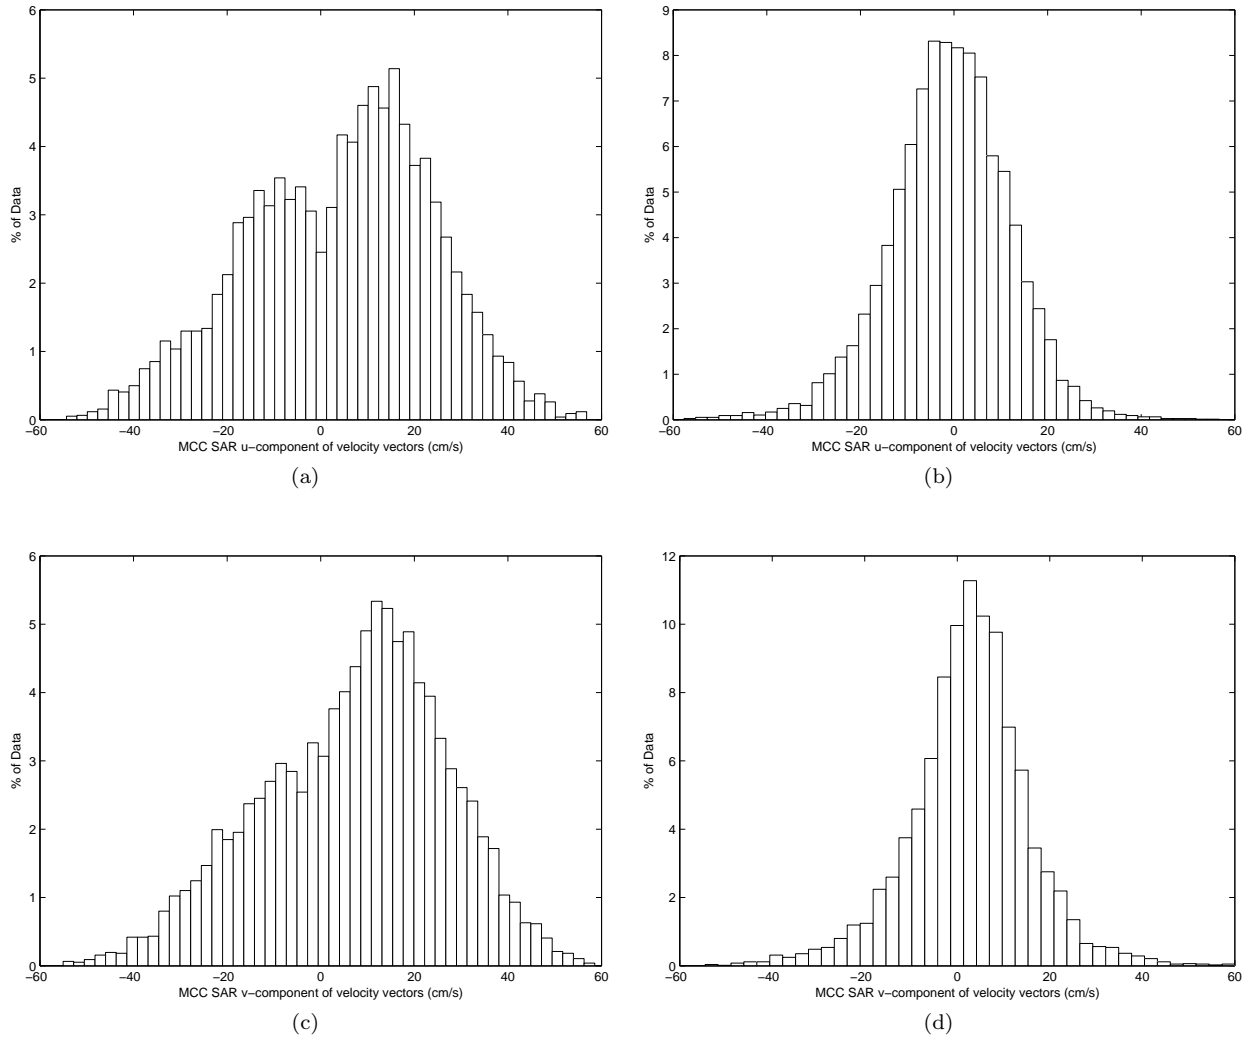 6
5
4
3
2
1
0
% of Data
−60 −40 −20 0 20 40 60
MCC SAR u−component of velocity vectors (cm/s)
(a)
9
8
7
6
5
4
3
2
1
0
% of Data
−60 −40 −20 0 20 40 60
MCC SAR u−component of velocity vectors (cm/s)
(b)
6
5
4
3
2
1
0
% of Data
−60 −40 −20 0 20 40 60
MCC SAR v−component of velocity vectors (cm/s)
(c)
12
10
8
6
4
2
0
% of Data
−60 −40 −20 0 20 40 60
MCC SAR v−component of velocity vectors (cm/s)
(d)